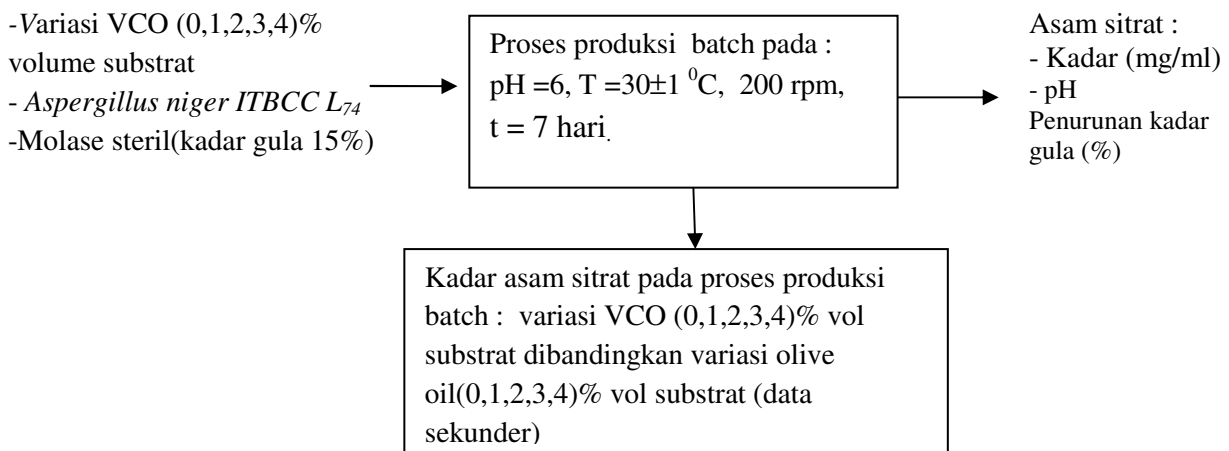 -Variasi VCO (0,1,2,3,4)%
volume substrat
- Aspergillus niger ITBCC L74
-Molase steril(kadar gula 15%)
Proses produksi batch pada :
pH =6, T =30±1 ⁰C, 200 rpm,
t = 7 hari.
Asam sitrat :
- Kadar (mg/ml)
- pH
Penurunan kadar
gula (%)
Kadar asam sitrat pada proses produksi
batch : variasi VCO (0,1,2,3,4)% vol
substrat dibandingkan variasi olive
oil(0,1,2,3,4)% vol substrat (data
sekunder)